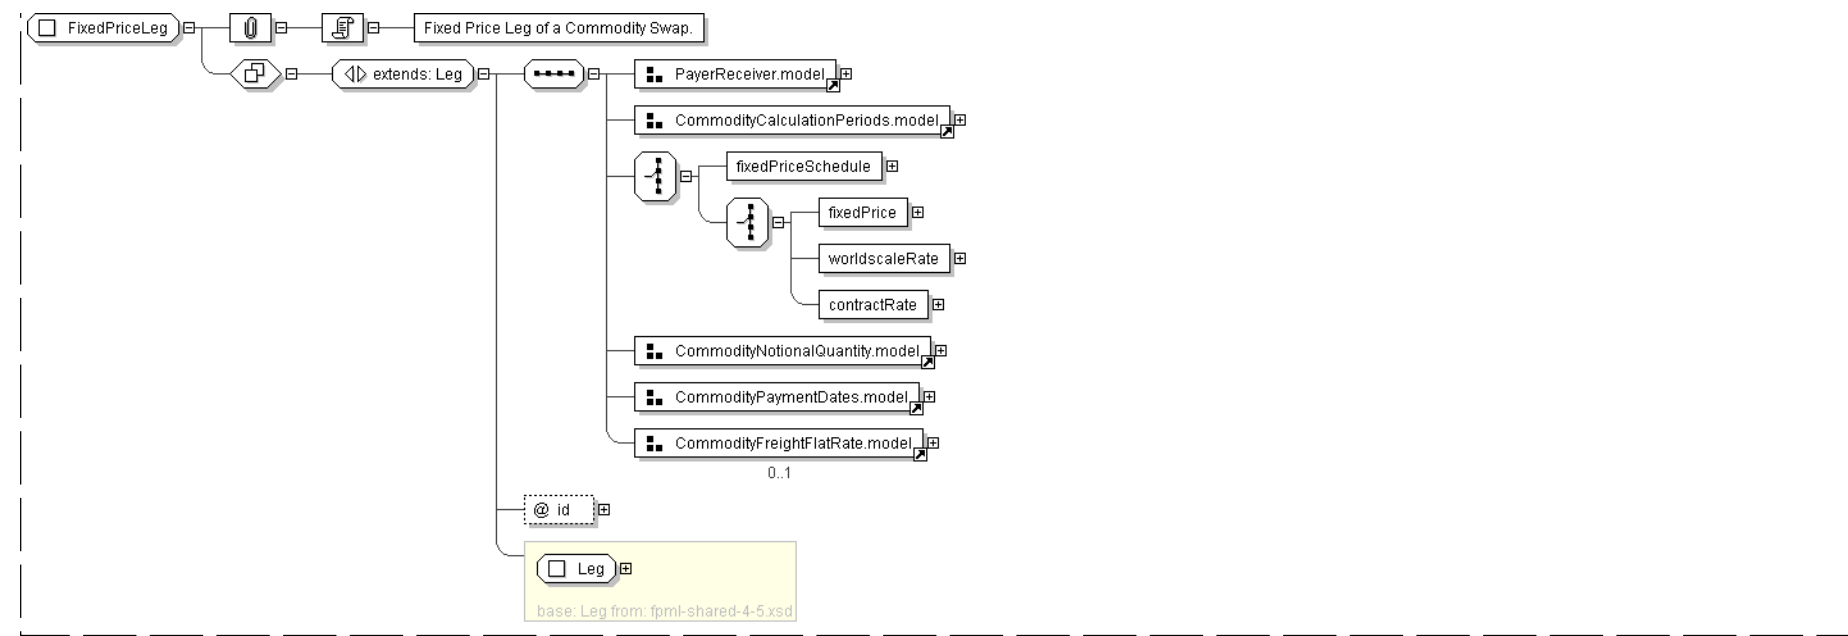 FixedPriceLeg
Fixed Price Leg of a Commodity Swap.
extends: Leg
PayerReceiver.model
CommodityCalculationPeriods.model
fixedPriceSchedule
fixedPrice
worldscaleRate
contractRate
CommodityNotionalQuantity.model
CommodityPaymentDates.model
CommodityFreightFlatRate.model
0..1
@ id
Leg
base: Leg from: fpml-shared-4-5.xsd